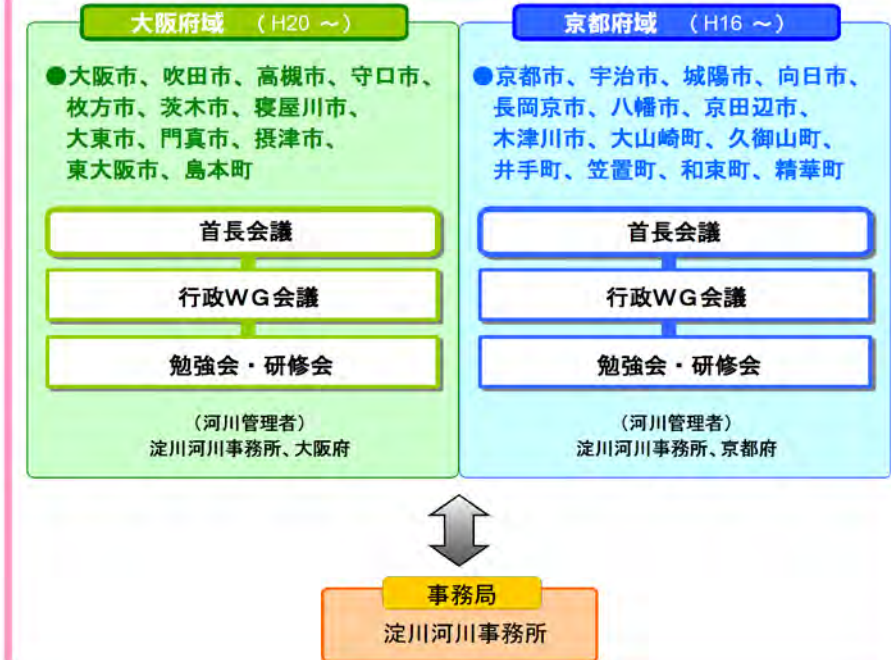 大阪府域 （H20 ～）
●大阪市、吹田市、高槻市、守口市、
枚方市、茨木市、寝屋川市、
大東市、門真市、摂津市、
東大阪市、島本町
首長会議
行政WG会議
勉強会・研修会
（河川管理者）
淀川河川事務所、大阪府
京都府域 （H16 ～）
●京都市、宇治市、城陽市、向日市、
長岡京市、八幡市、京田辺市、
木津川市、大山崎町、久御山町、
井手町、笠置町、和束町、精華町
首長会議
行政WG会議
勉強会・研修会
（河川管理者）
淀川河川事務所、京都府
事務局
淀川河川事務所